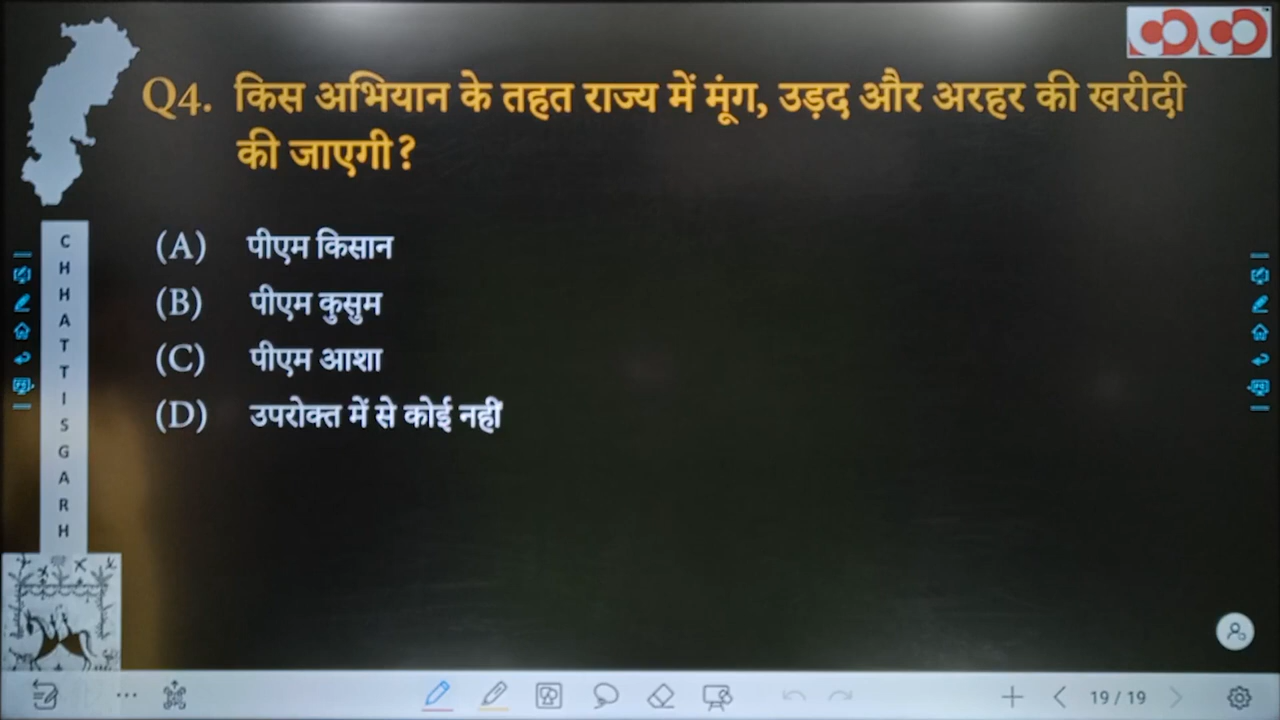 Q4. किस अभियान के तहत राज्य में मूंग, उड़द और अरहर की खरीदी
की जाएगी?
(A) पीएम किसान
(B) पीएम कुसुम
(C) पीएम आशा
(D) उपरोक्त में से कोई नहीं
CHHATTISGARH
19 / 19